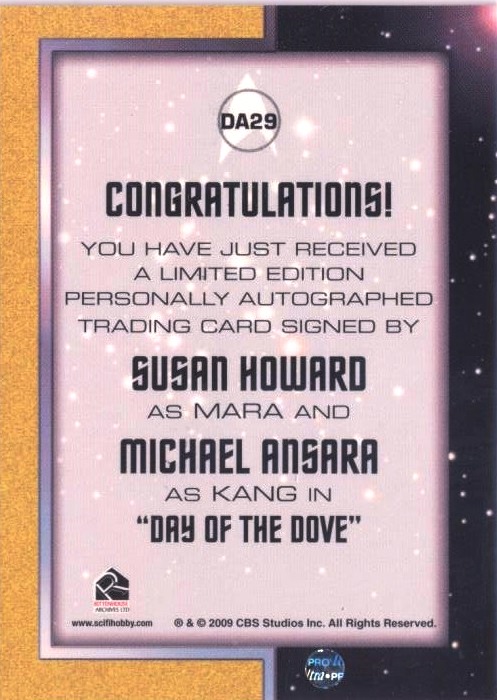 DA29
CONGRATULATIONS!
YOU HAVE JUST RECEIVED
A LIMITED EDITION
PERSONALLY AUTOGRAPHED
TRADING CARD SIGNED BY
SUSAN HOWARD
AS MARA AND
MICHAEL ANSARA
AS KANG IN
“DAY OF THE DOVE”
RITTENHOUSE
ARCHIVES LTD
www.scifihobby.com ® & © 2009 CBS Studios Inc. All Rights Reserved.
PRO